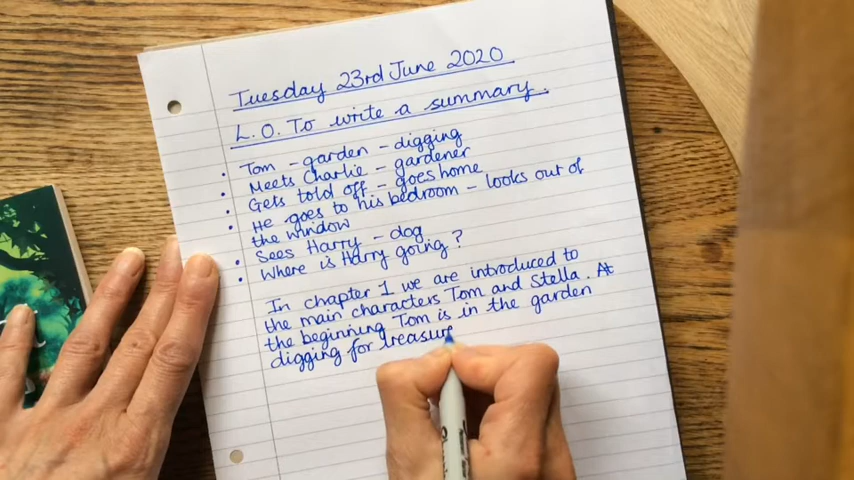 Tuesday 23rd June 2020
L.O. To write a summary.
• Tom – garden – digging
• Meets Charlie – gardener
• Gets told off – goes home
• He goes to his bedroom – looks out of
the window
• Sees Harry – dog
• Where is Harry going?
In chapter 1 we are introduced to
the main characters Tom and Stella. At
the beginning Tom is in the garden
digging for treasure